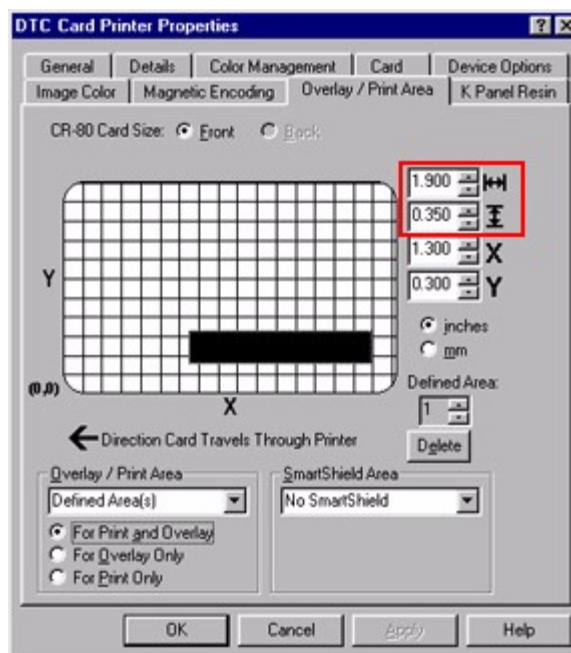 DTC Card Printer Properties
General Details Color Management Card Device Options
Image Color Magnetic Encoding Overlay / Print Area K Panel Resin
CR-80 Card Size: Front Back
1.900
0.350
1.300 X
0.300 Y
Y
inches
mm
(0,0)
X
Defined Area:
1
Direction Card Travels Through Printer
Delete
Overlay / Print Area
Defined Area(s)
For Print and Overlay
For Overlay Only
For Print Only
SmartShield Area
No SmartShield
OK Cancel Apply Help